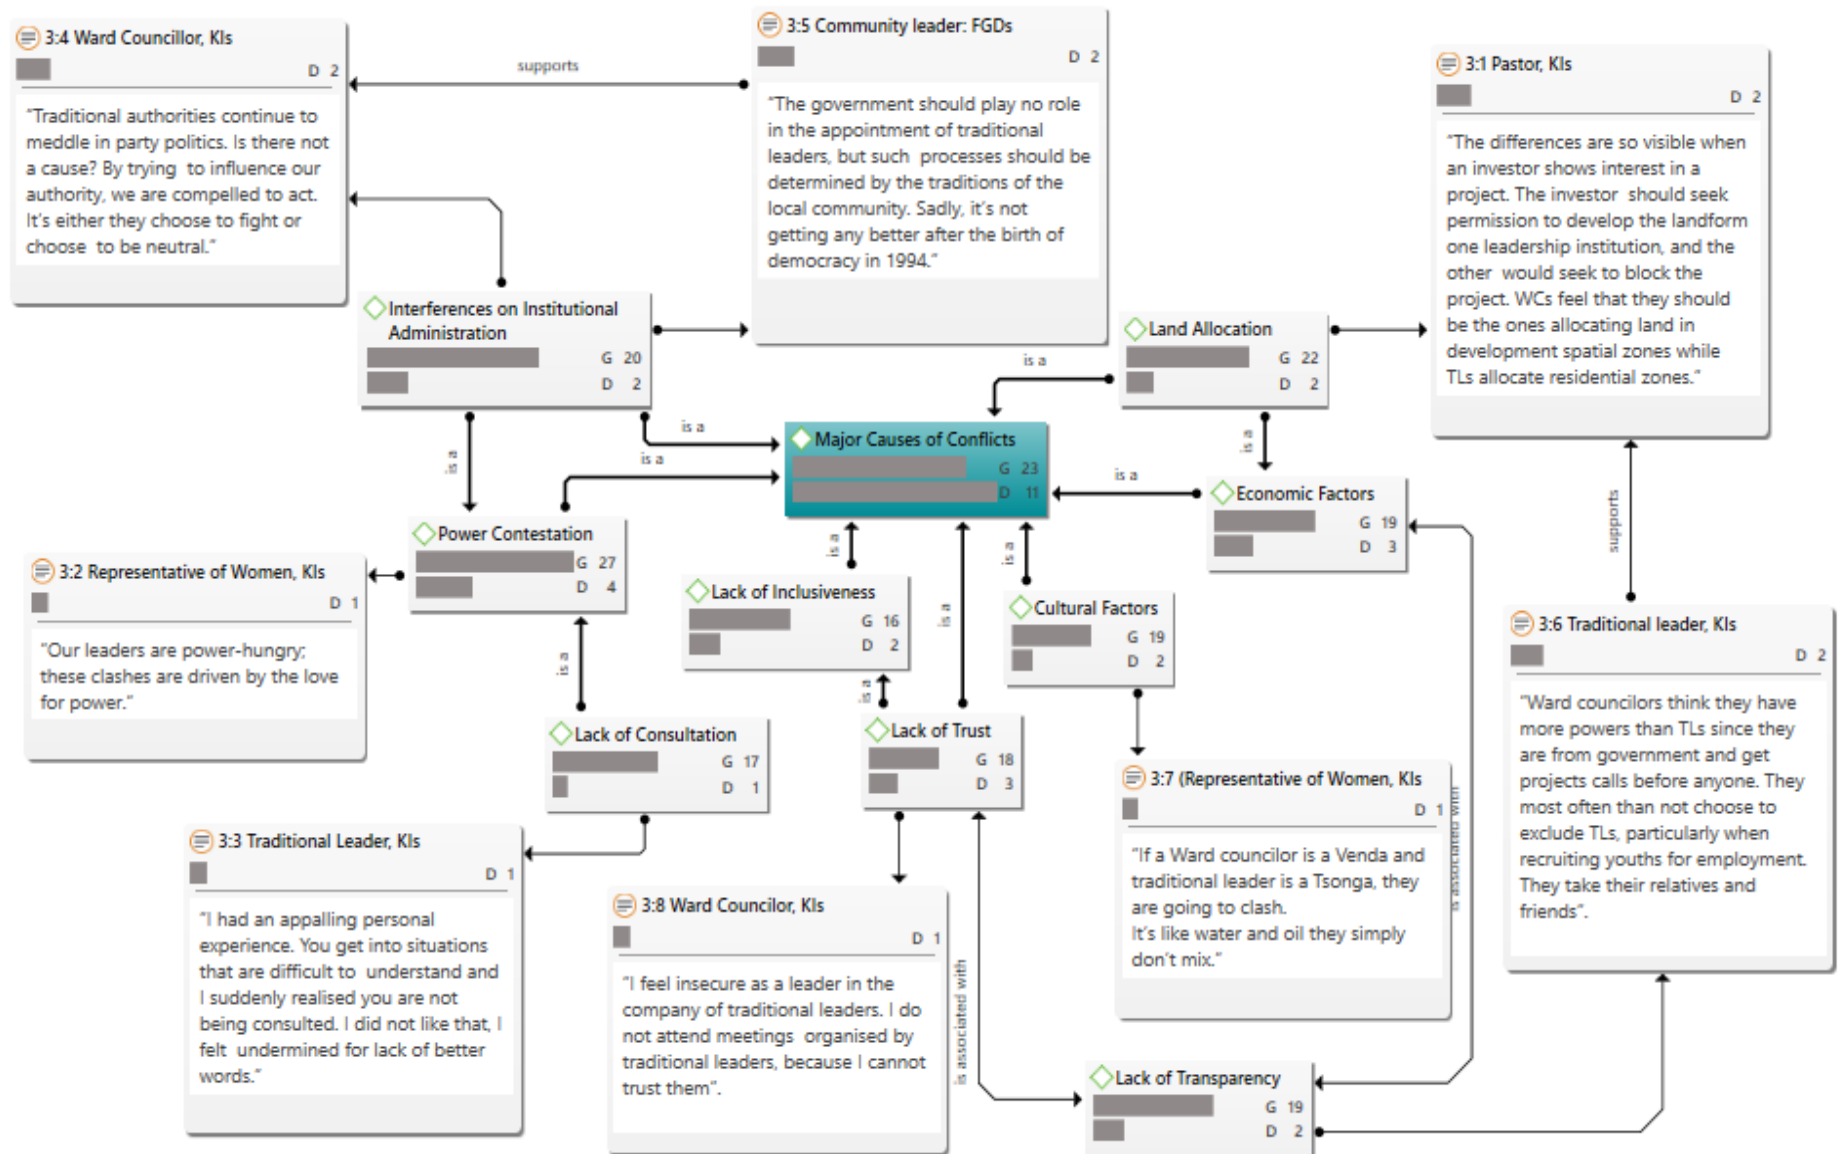 3:4 Ward Councillor, KIs
D 2
"Traditional authorities continue to
meddle in party politics. Is there not
a cause? By trying to influence our
authority, we are compelled to act.
It's either they choose to fight or
choose to be neutral."
supports
3:5 Community leader: FGDs
D 2
"The government should play no role
in the appointment of traditional
leaders, but such processes should be
determined by the traditions of the
local community. Sadly, it's not
getting any better after the birth of
democracy in 1994."
3:1 Pastor, KIs
D 2
"The differences are so visible when
an investor shows interest in a
project. The investor should seek
permission to develop the landform
one leadership institution, and the
other would seek to block the
project. WCs feel that they should
be the ones allocating land in
development spatial zones while
TLs allocate residential zones."
Interferences on Institutional
Administration
G 20
D 2
Land Allocation
G 22
D 2
is a
is a
is a
is a
is a
is a
Major Causes of Conflicts
G 23
D 11
Economic Factors
G 19
D 3
Power Contestation
G 27
D 4
3:2 Representative of Women, KIs
D 1
"Our leaders are power-hungry;
these clashes are driven by the love
for power."
is a
is a
is a
is a
is a
Lack of Inclusiveness
G 16
D 2
Cultural Factors
G 19
D 2
supports
3:6 Traditional leader, KIs
D 2
"Ward councilors think they have
more powers than TLs since they
are from government and get
projects calls before anyone. They
most often than not choose to
exclude TLs, particularly when
recruiting youths for employment.
They take their relatives and
friends".
Lack of Consultation
G 17
D 1
Lack of Trust
G 18
D 3
3:7 (Representative of Women, KIs
D 1
"If a Ward councilor is a Venda and
traditional leader is a Tsonga, they
are going to clash.
It's like water and oil they simply
don't mix."
is associated with
3:3 Traditional Leader, KIs
D 1
"I had an appalling personal
experience. You get into situations
that are difficult to understand and
I suddenly realised you are not
being consulted. I did not like that, I
felt undermined for lack of better
words."
3:8 Ward Councilor, KIs
D 1
"I feel insecure as a leader in the
company of traditional leaders. I do
not attend meetings organised by
traditional leaders, because I cannot
trust them".
is associated with
Lack of Transparency
G 19
D 2